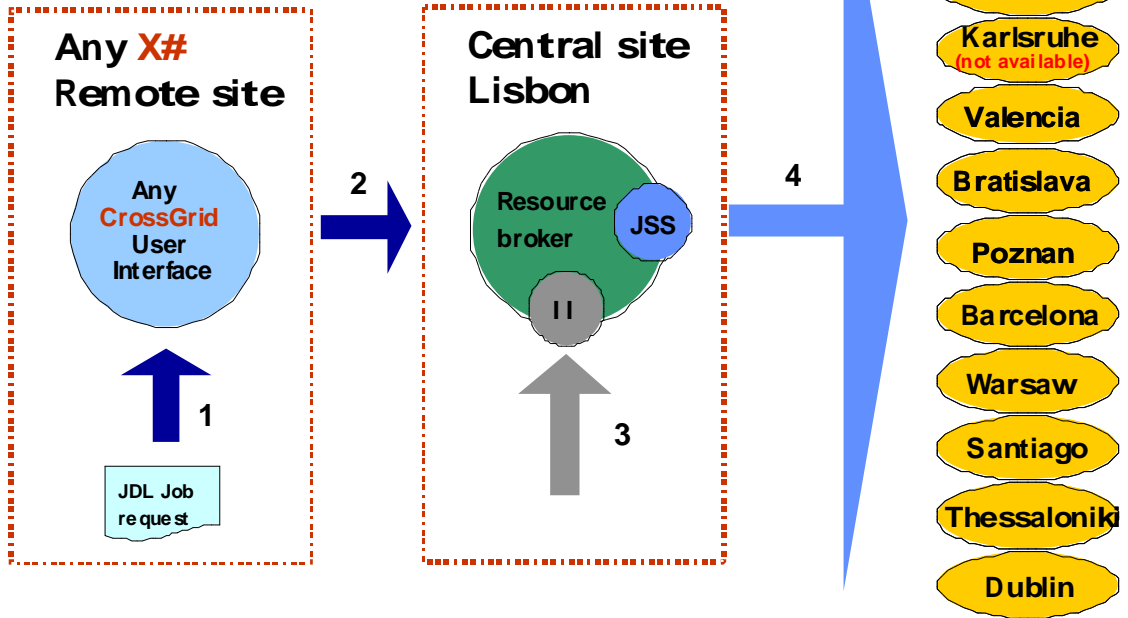 Any X#
Remote site
Any
CrossGrid
User
Interface
1
JDL Job
request
2
Central site
Lisbon
Resource
broker
JSS
II
3
4
Karlsruhe
(not available)
Valencia
Bratislava
Poznan
Barcelona
Warsaw
Santiago
Thessaloniki
Dublin